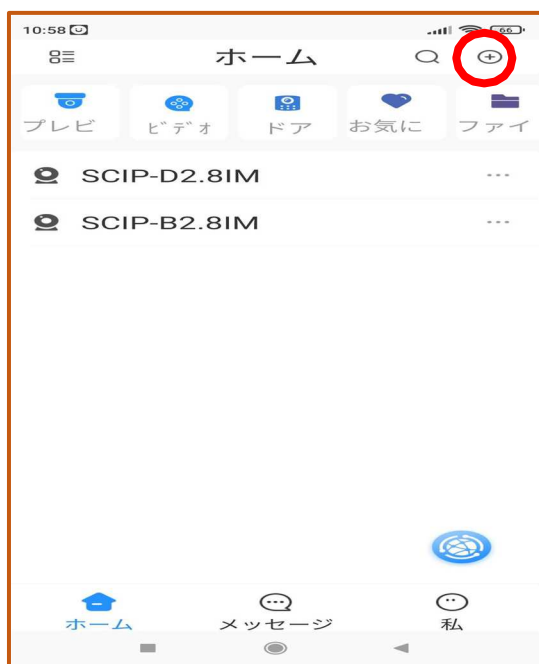 10:58 66
ホーム
プレビ ビデオ ドア お気に ファイ
SCIP-D2.8IM
SCIP-B2.8IM
ホーム メッセージ 私